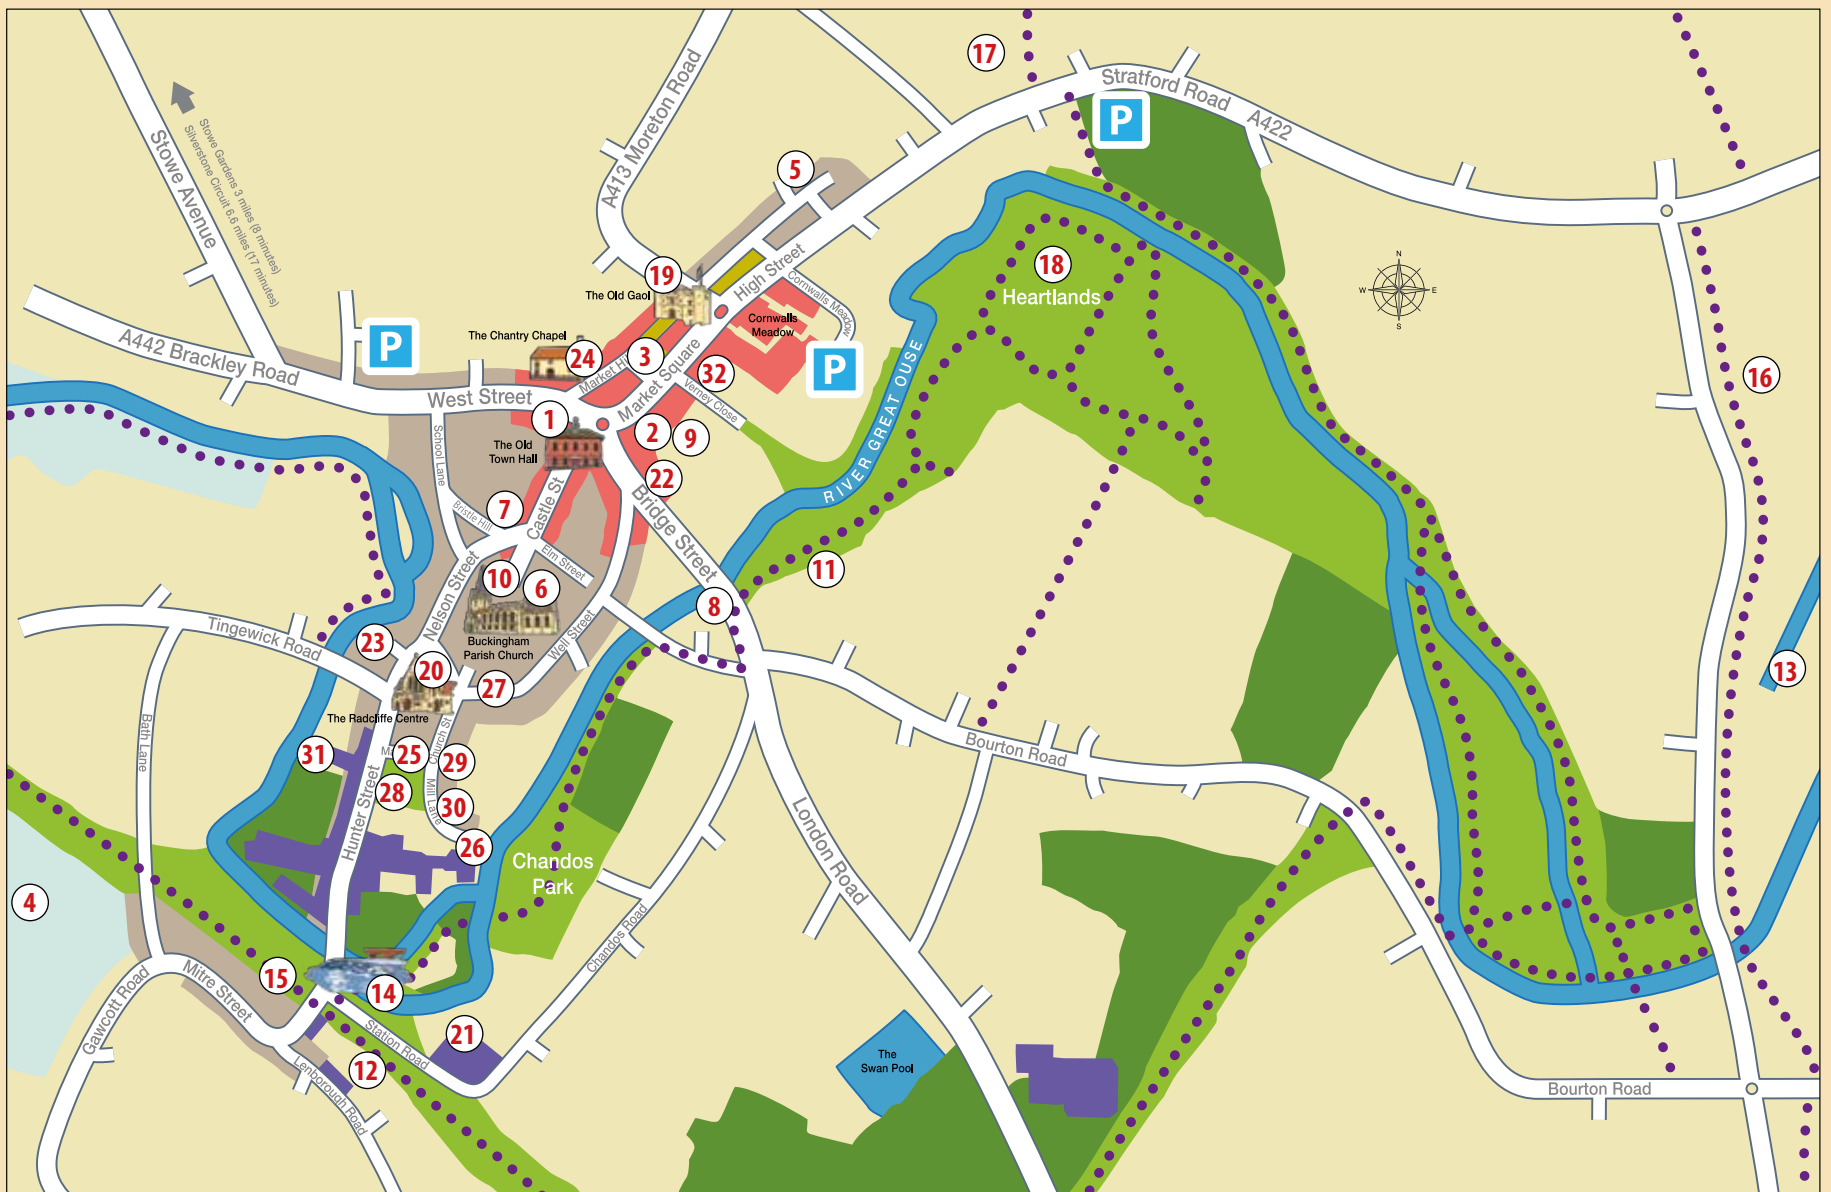 17
Stratford Road
A422
P
Stowe Avenue
Stowe Gardens 3 miles (8 minutes)
Silverstone Circuit 6.6 miles (17 minutes)
A413 Moreton Road
5
19
The Old Gaol
High Street
Cornwalls Meadow
18
Heartlands
N
W
E
S
Cornwalls
Meadow
A442 Brackley Road
P
The Chantry Chapel
24
3
Market Square
32
P
16
West Street
1
The Old
Town Hall
2
9
Verney Close
22
RIVER GREAT OUSE
School Lane
Bristle Hill
7
Castle St
Bridge Street
Elm Street
10
6
8
11
Nelson Street
Buckingham
Parish Church
Well Street
Tingewick Road
23
20
27
13
The Radcliffe Centre
Bath Lane
31
25
Church St
29
28
Mill Lane
30
Hunter Street
26
Chandos
Park
Bourton Road
London Road
4
Chandos Road
15
14
Mitre Street
Gawcott Road
Station Road
21
12
Lenborough Road
The
Swan Pool
Bourton Road